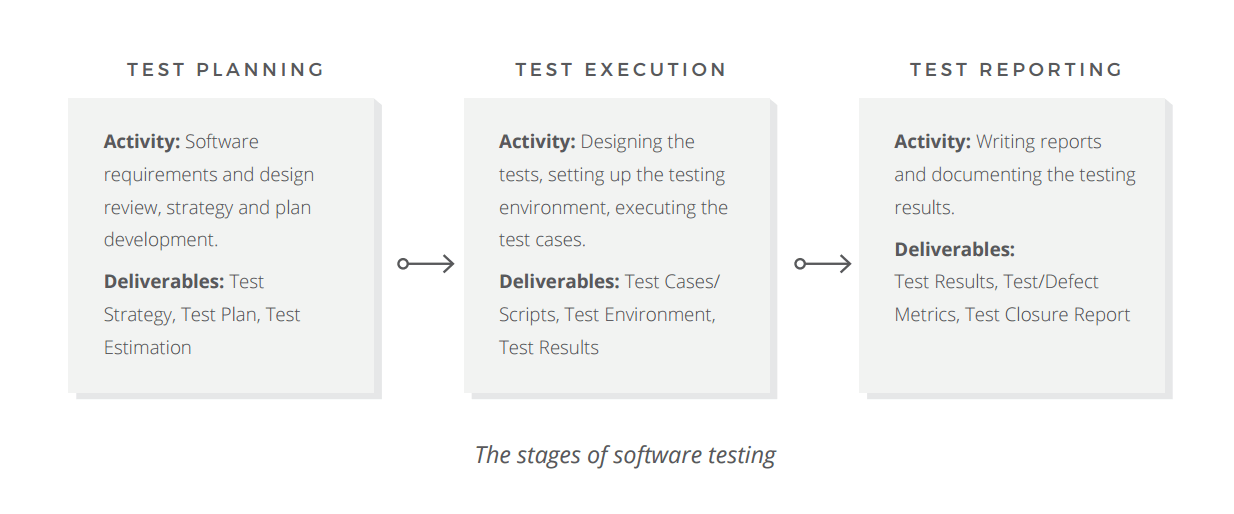 TEST PLANNING
Activity: Software
requirements and design
review, strategy and plan
development.
Deliverables: Test
Strategy, Test Plan, Test
Estimation
TEST EXECUTION
Activity: Designing the
tests, setting up the testing
environment, executing the
test cases.
Deliverables: Test Cases/
Scripts, Test Environment,
Test Results
TEST REPORTING
Activity: Writing reports
and documenting the testing
results.
Deliverables:
Test Results, Test/Defect
Metrics, Test Closure Report
The stages of software testing